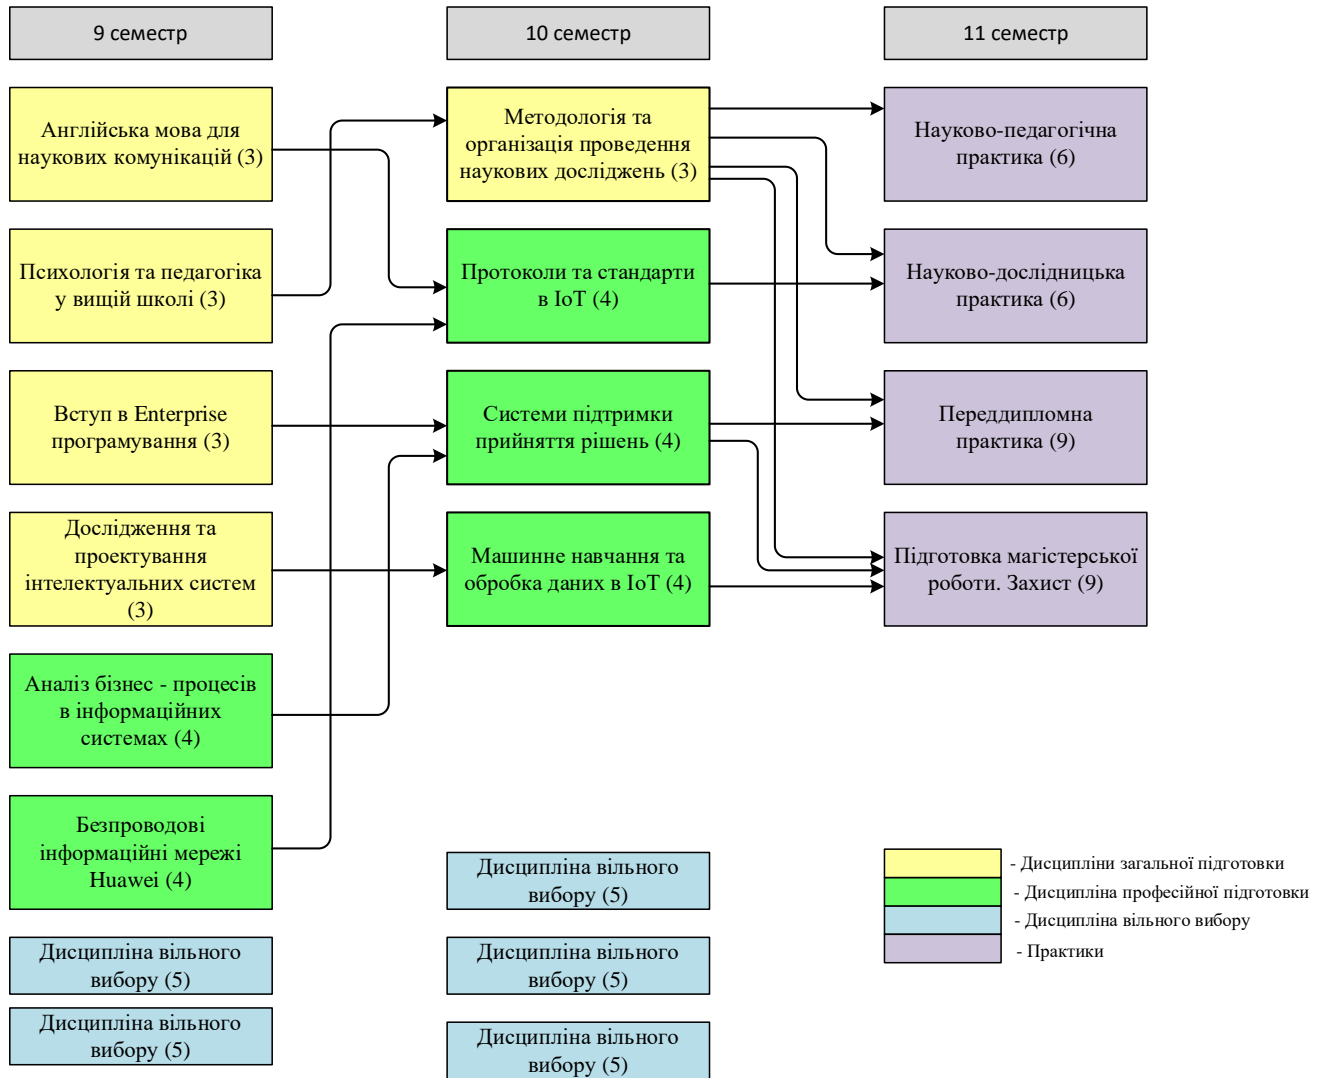 9 семестр
10 семестр
11 семестр
Англійська мова для
наукових комунікацій (3)
Методологія та
організація проведення
наукових досліджень (3)
Науково-педагогічна
практика (6)
Психологія та педагогіка
у вищій школі (3)
Протоколи та стандарти
в IoT (4)
Науково-дослідницька
практика (6)
Вступ в Enterprise
програмування (3)
Системи підтримки
прийняття рішень (4)
Переддипломна
практика (9)
Дослідження та
проектування
інтелектуальних систем
(3)
Машинне навчання та
обробка даних в IoT (4)
Підготовка магістерської
роботи. Захист (9)
Аналіз бізнес - процесів
в інформаційних
системах (4)
Безпроводові
інформаційні мережі
Huawei (4)
Дисципліна вільного
вибору (5)
Дисципліна вільного
вибору (5)
Дисципліна вільного
вибору (5)
Дисципліна вільного
вибору (5)
Дисципліна вільного
вибору (5)
- Дисципліни загальної підготовки
- Дисципліна професійної підготовки
- Дисципліна вільного вибору
- Практики